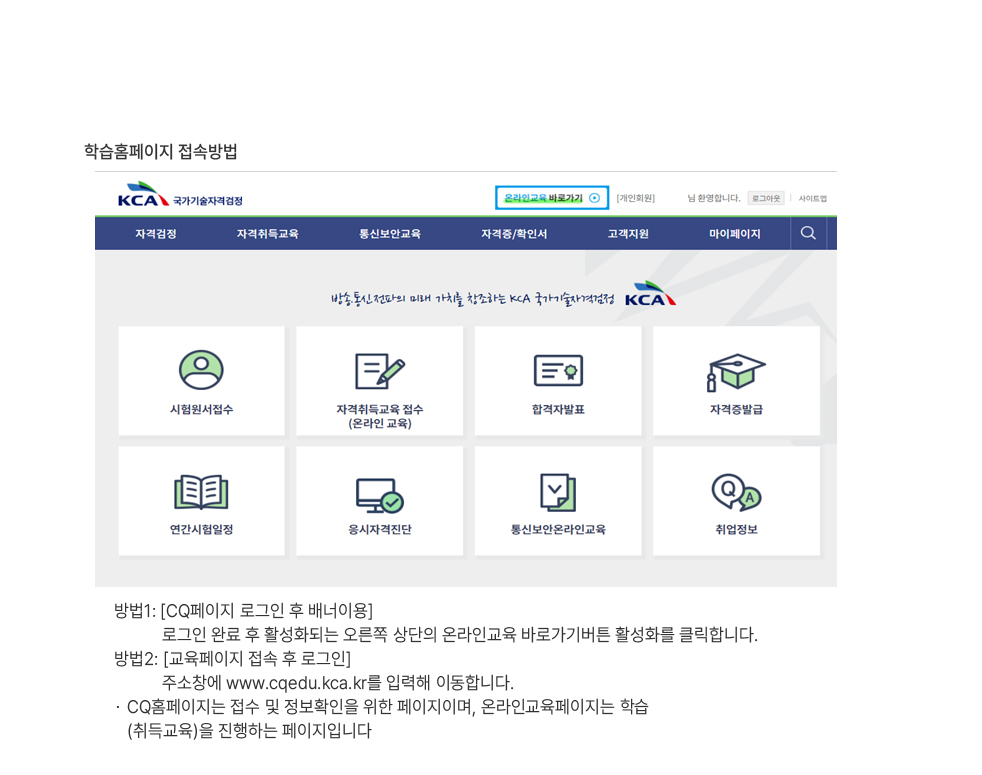 학습홈페이지 접속방법
KCA 국가기술자격검정
온라인교육 바로가기 [개인회원] 님 환영합니다. 로그아웃 사이트맵
자격검정 자격취득교육 통신보안교육 자격증/확인서 고객지원 마이페이지
방송통신전파의 미래 가치를 창조하는 KCA 국가기술자격검정 KCA
시험원서접수
자격취득교육 접수
(온라인 교육)
합격자발표
자격증발급
연간시험일정
응시자격진단
통신보안온라인교육
Q A
취업정보
방법1: [CQ페이지 로그인 후 배너이용]
로그인 완료 후 활성화되는 오른쪽 상단의 온라인교육 바로가기버튼 활성화를 클릭합니다.
방법2: [교육페이지 접속 후 로그인]
주소창에 www.cqedu.kca.kr를 입력해 이동합니다.
· CQ홈페이지는 접수 및 정보확인을 위한 페이지이며, 온라인교육페이지는 학습
(취득교육)을 진행하는 페이지입니다